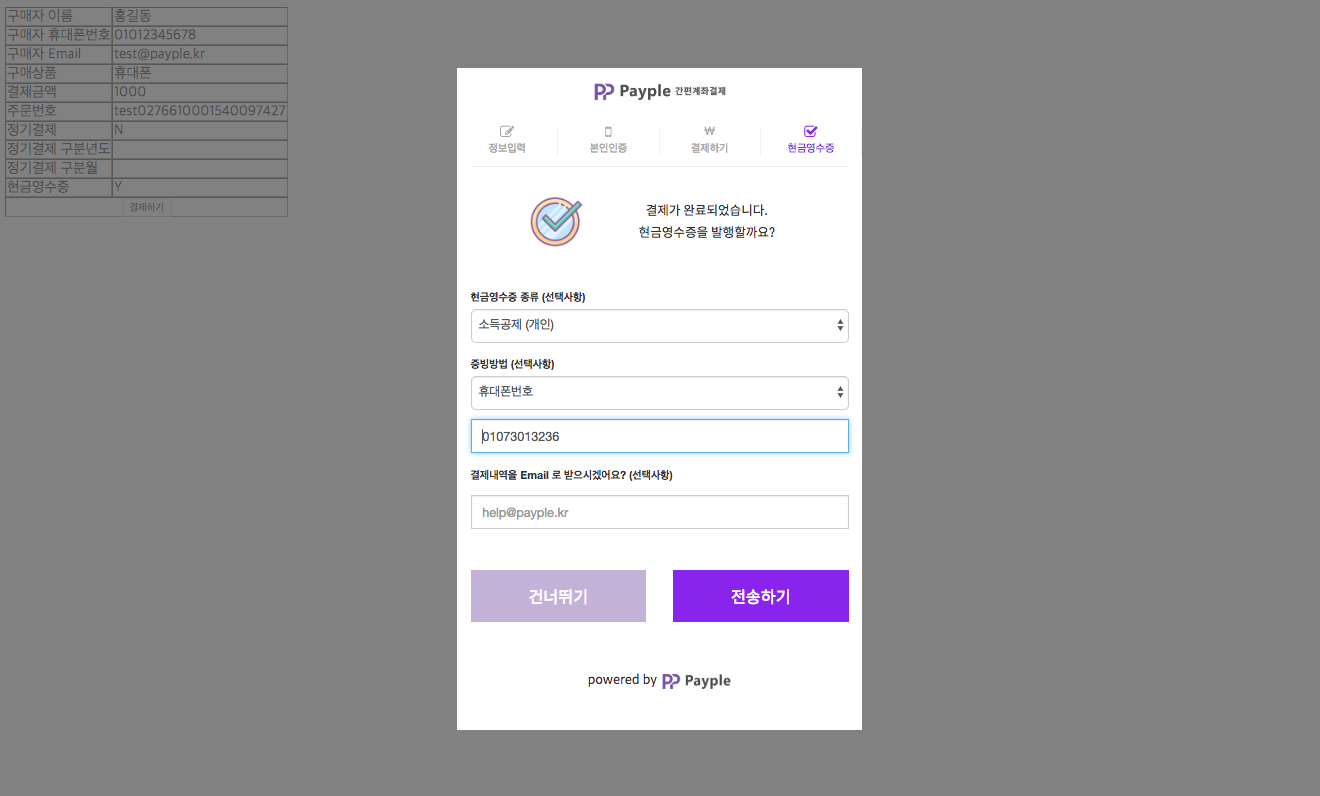 구매자 이름 홍길동
구매자 휴대폰번호 01012345678
구매자 Email test@payple.kr
구매상품 휴대폰
결제금액 1000
주문번호 test0276610001540097427
정기결제 N
정기결제 구분년도
정기결제 구분월
현금영수증 Y
결제하기
Payple 간편계좌결제
정보입력 본인인증 결제하기 현금영수증
결제가 완료되었습니다.
현금영수증을 발행할까요?
현금영수증 종류 (선택사항)
소득공제 (개인)
증빙방법 (선택사항)
휴대폰번호
01073013236
결제내역을 Email 로 받으시겠어요? (선택사항)
help@payple.kr
건너뛰기 전송하기
powered by Payple